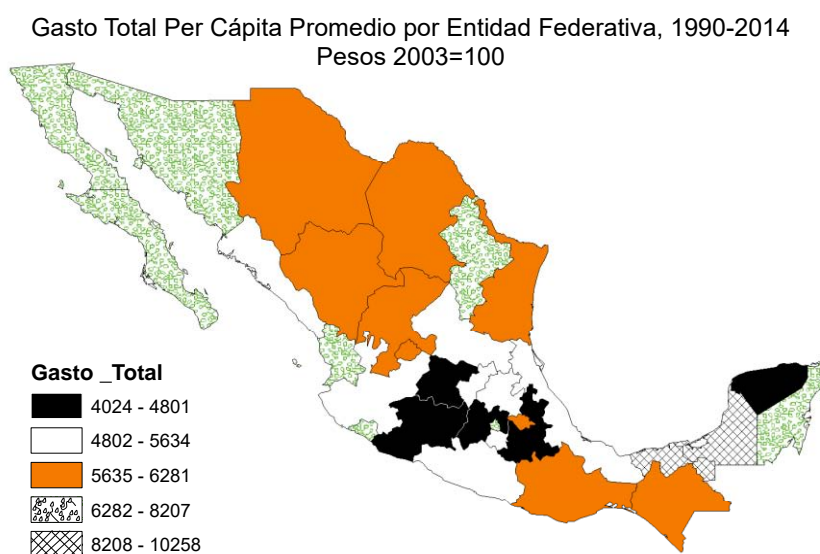 Gasto Total Per Cápita Promedio por Entidad Federativa, 1990-2014
Pesos 2003=100
Gasto _Total
4024 - 4801
4802 - 5634
5635 - 6281
6282 - 8207
8208 - 10258